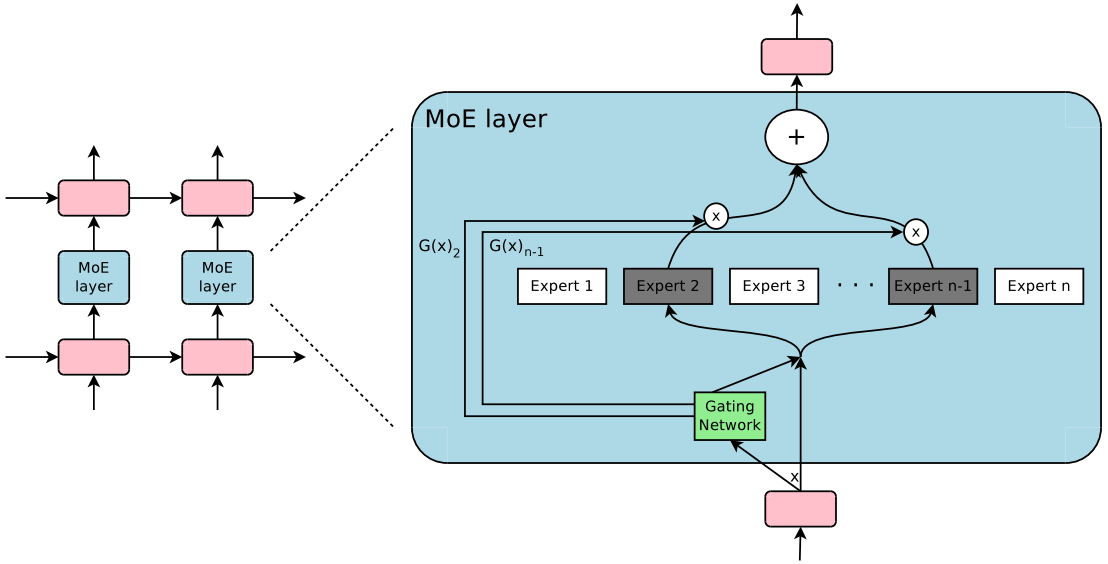 MoE layer
+
x
x
G(x)2
G(x)n-1
MoE
layer
MoE
layer
Expert 1
Expert 2
Expert 3
. . .
Expert n-1
Expert n
Gating
Network
x